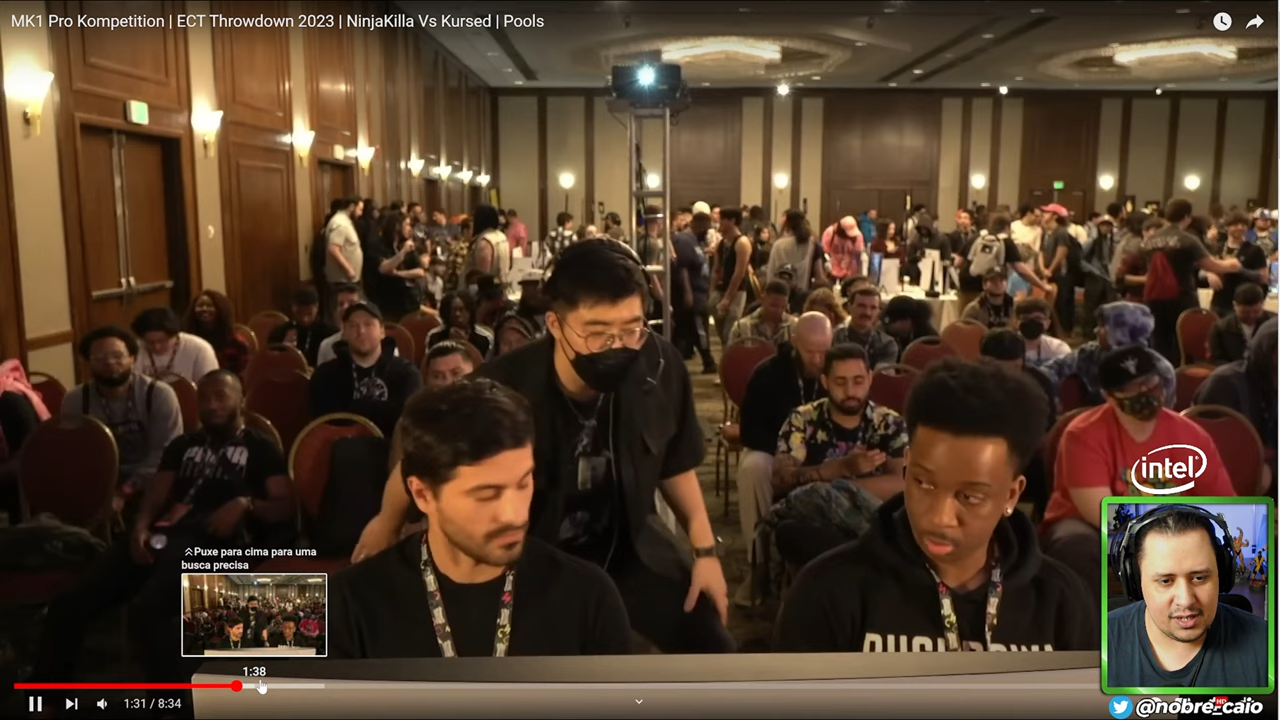 MK1 Pro Kompetition | ECT Throwdown 2023 | NinjaKilla Vs Kursed | Pools
intel
Puxe para cima para uma
busca precisa
1:38
1:31 / 8:34
@nobre_caio